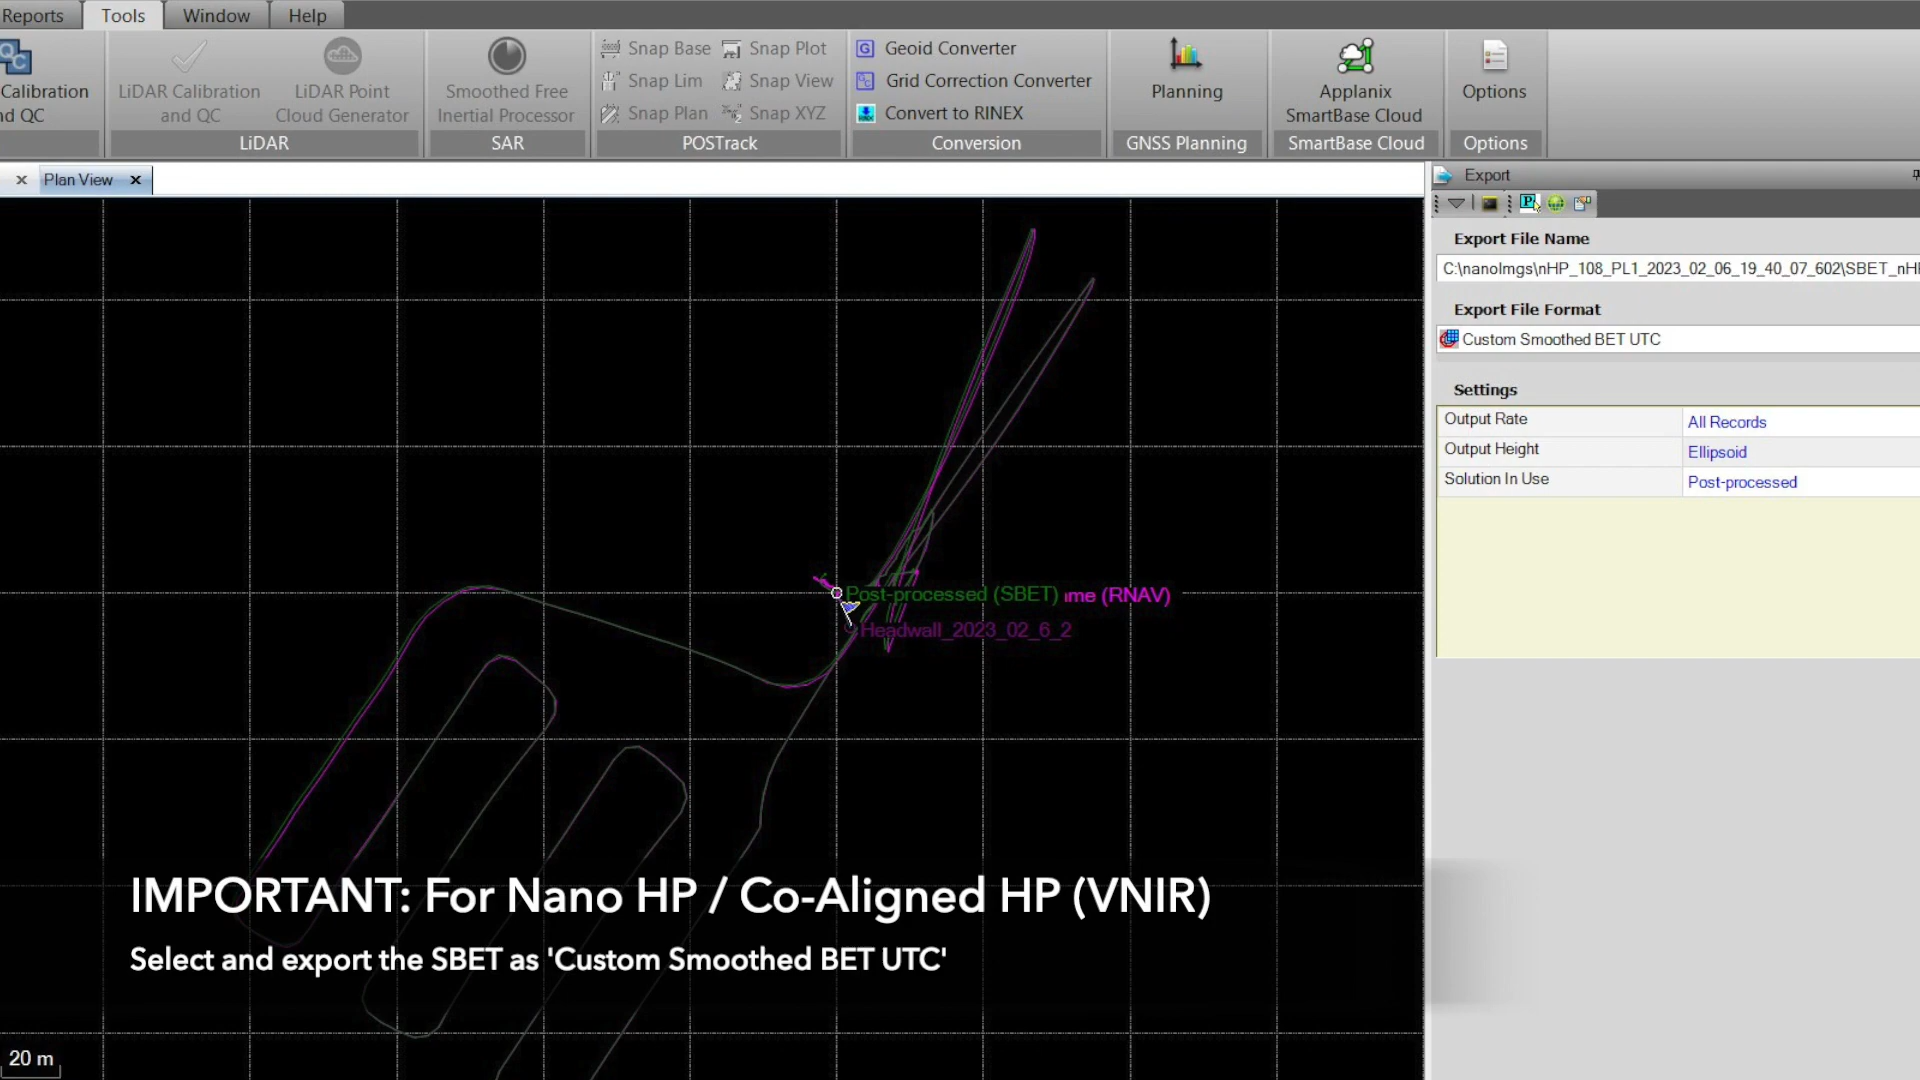 Reports Tools Window Help
Calibration
nd QC
LiDAR Calibration
and QC
LiDAR Point
Cloud Generator
LiDAR
Smoothed Free
Inertial Processor
SAR
Snap Base Snap Plot
Snap Lim Snap View
Snap Plan Snap XYZ
POSTrack
Geoid Converter
Grid Correction Converter
Convert to RINEX
Conversion
Planning
GNSS Planning
Applanix
SmartBase Cloud
SmartBase Cloud
Options
Options
Plan View
Export
Export File Name
C:\nanoImgs\nHP_108_PL1_2023_02_06_19_40_07_602\SBET_nH
Export File Format
Custom Smoothed BET UTC
Settings
Output Rate All Records
Output Height Ellipsoid
Solution In Use Post-processed
Post-processed (SBET) ime (RNAV)
Headwall_2023_02_6_2
IMPORTANT: For Nano HP / Co-Aligned HP (VNIR)
Select and export the SBET as 'Custom Smoothed BET UTC'
20 m